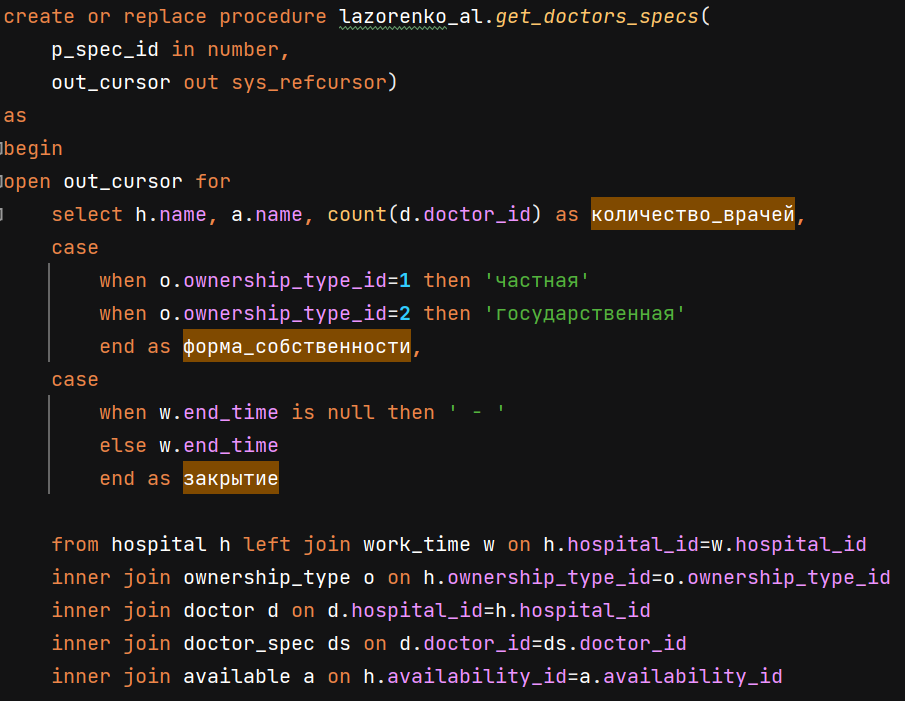 create or replace procedure lazorenko_al.get_doctors_specs(
    p_spec_id in number,
    out_cursor out sys_refcursor)
as
begin
open out_cursor for
    select h.name, a.name, count(d.doctor_id) as количество_врачей,
    case
        when o.ownership_type_id=1 then 'частная'
        when o.ownership_type_id=2 then 'государственная'
        end as форма_собственности,
    case
        when w.end_time is null then ' - '
        else w.end_time
        end as закрытие
    from hospital h left join work_time w on h.hospital_id=w.hospital_id
    inner join ownership_type o on h.ownership_type_id=o.ownership_type_id
    inner join doctor d on d.hospital_id=h.hospital_id
    inner join doctor_spec ds on d.doctor_id=ds.doctor_id
    inner join available a on h.availability_id=a.availability_id